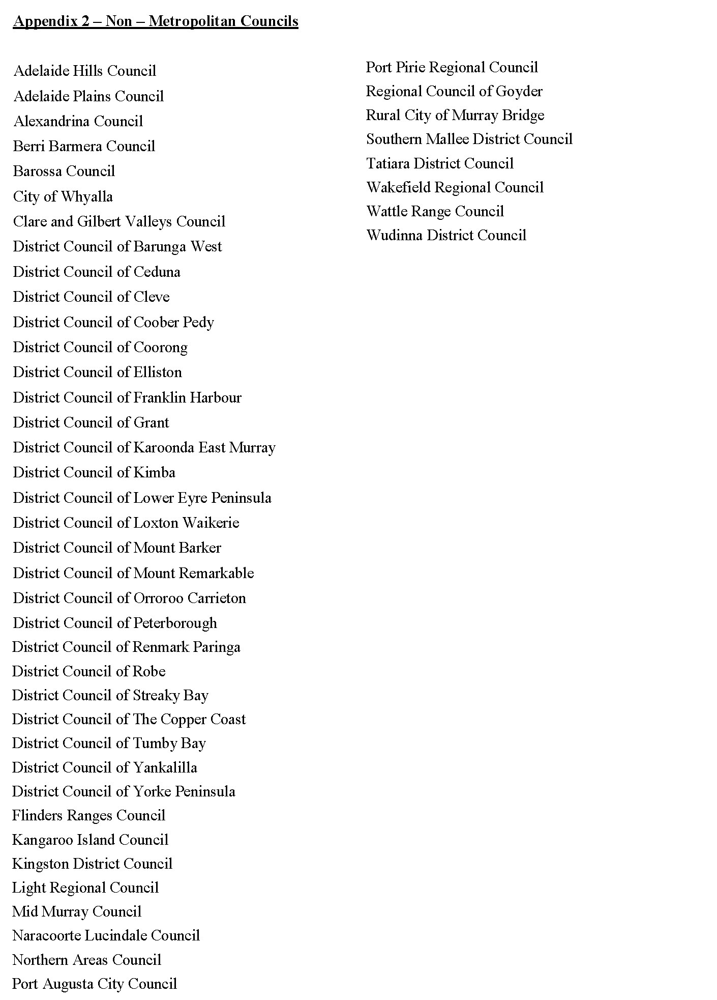 Appendix 2 – Non – Metropolitan Councils
Adelaide Hills Council
Adelaide Plains Council
Alexandrina Council
Berri Barmera Council
Barossa Council
City of Whyalla
Clare and Gilbert Valleys Council
District Council of Barunga West
District Council of Ceduna
District Council of Cleve
District Council of Coober Pedy
District Council of Coorong
District Council of Elliston
District Council of Franklin Harbour
District Council of Grant
District Council of Karoonda East Murray
District Council of Kimba
District Council of Lower Eyre Peninsula
District Council of Loxton Waikerie
District Council of Mount Barker
District Council of Mount Remarkable
District Council of Orroroo Carrieton
District Council of Peterborough
District Council of Renmark Paringa
District Council of Robe
District Council of Streaky Bay
District Council of The Copper Coast
District Council of Tumby Bay
District Council of Yankalilla
District Council of Yorke Peninsula
Flinders Ranges Council
Kangaroo Island Council
Kingston District Council
Light Regional Council
Mid Murray Council
Naracoorte Lucindale Council
Northern Areas Council
Port Augusta City Council
Port Pirie Regional Council
Regional Council of Goyder
Rural City of Murray Bridge
Southern Mallee District Council
Tatiara District Council
Wakefield Regional Council
Wattle Range Council
Wudinna District Council